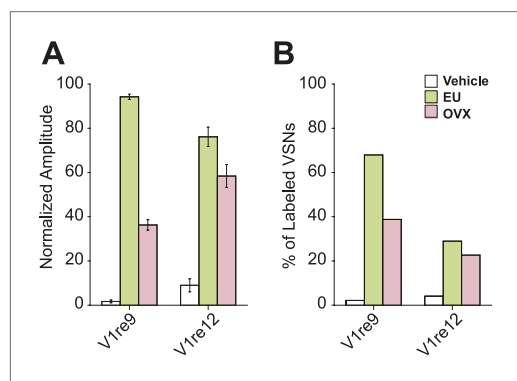 A
B
Vehicle
EU
OVX
Normalized Amplitude
100
80
60
40
20
0
V1re9
V1re12
% of Labeled VSNs
100
80
60
40
20
0
V1re9
V1re12